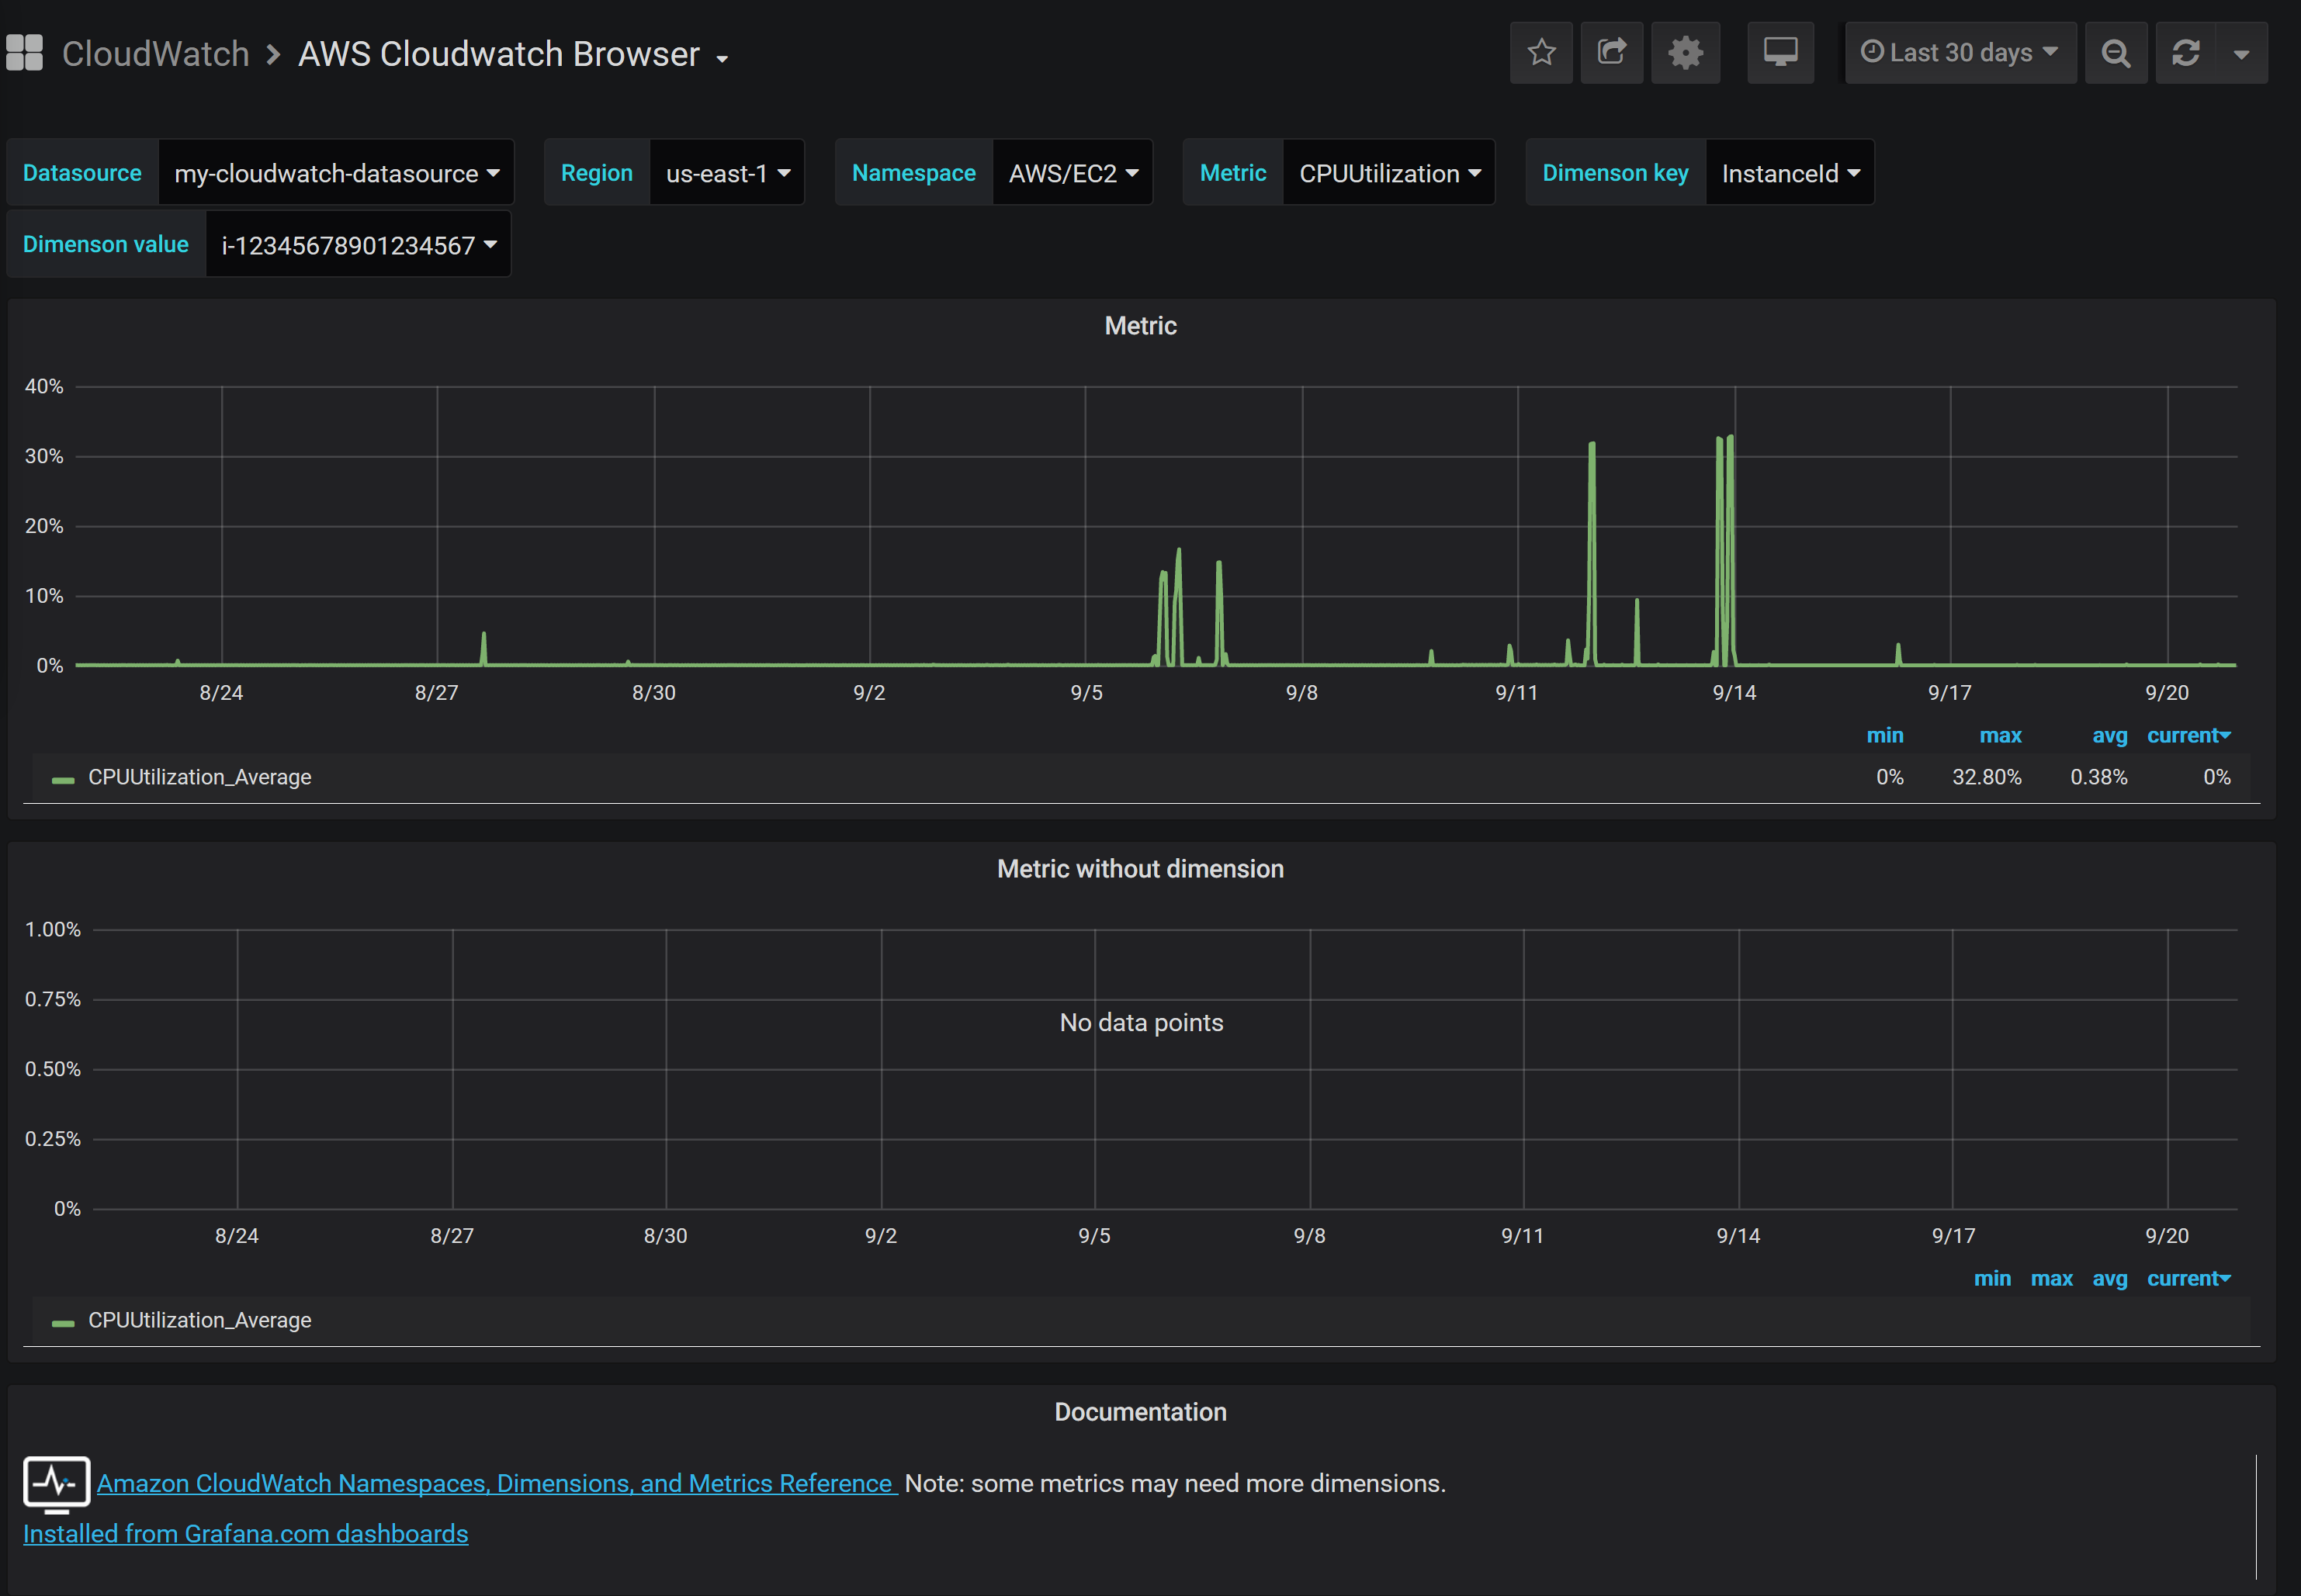 CloudWatch > AWS Cloudwatch Browser
Last 30 days
Datasource my-cloudwatch-datasource Region us-east-1 Namespace AWS/EC2 Metric CPUUtilization Dimenson key InstanceId
Dimenson value i-12345678901234567
Metric
40%
30%
20%
10%
0%
8/24 8/27 8/30 9/2 9/5 9/8 9/11 9/14 9/17 9/20
min max avg current
CPUUtilization_Average 0% 32.80% 0.38% 0%
Metric without dimension
1.00%
0.75%
No data points
0.50%
0.25%
0%
8/24 8/27 8/30 9/2 9/5 9/8 9/11 9/14 9/17 9/20
min max avg current
CPUUtilization_Average
Documentation
Amazon CloudWatch Namespaces, Dimensions, and Metrics Reference Note: some metrics may need more dimensions.
Installed from Grafana.com dashboards